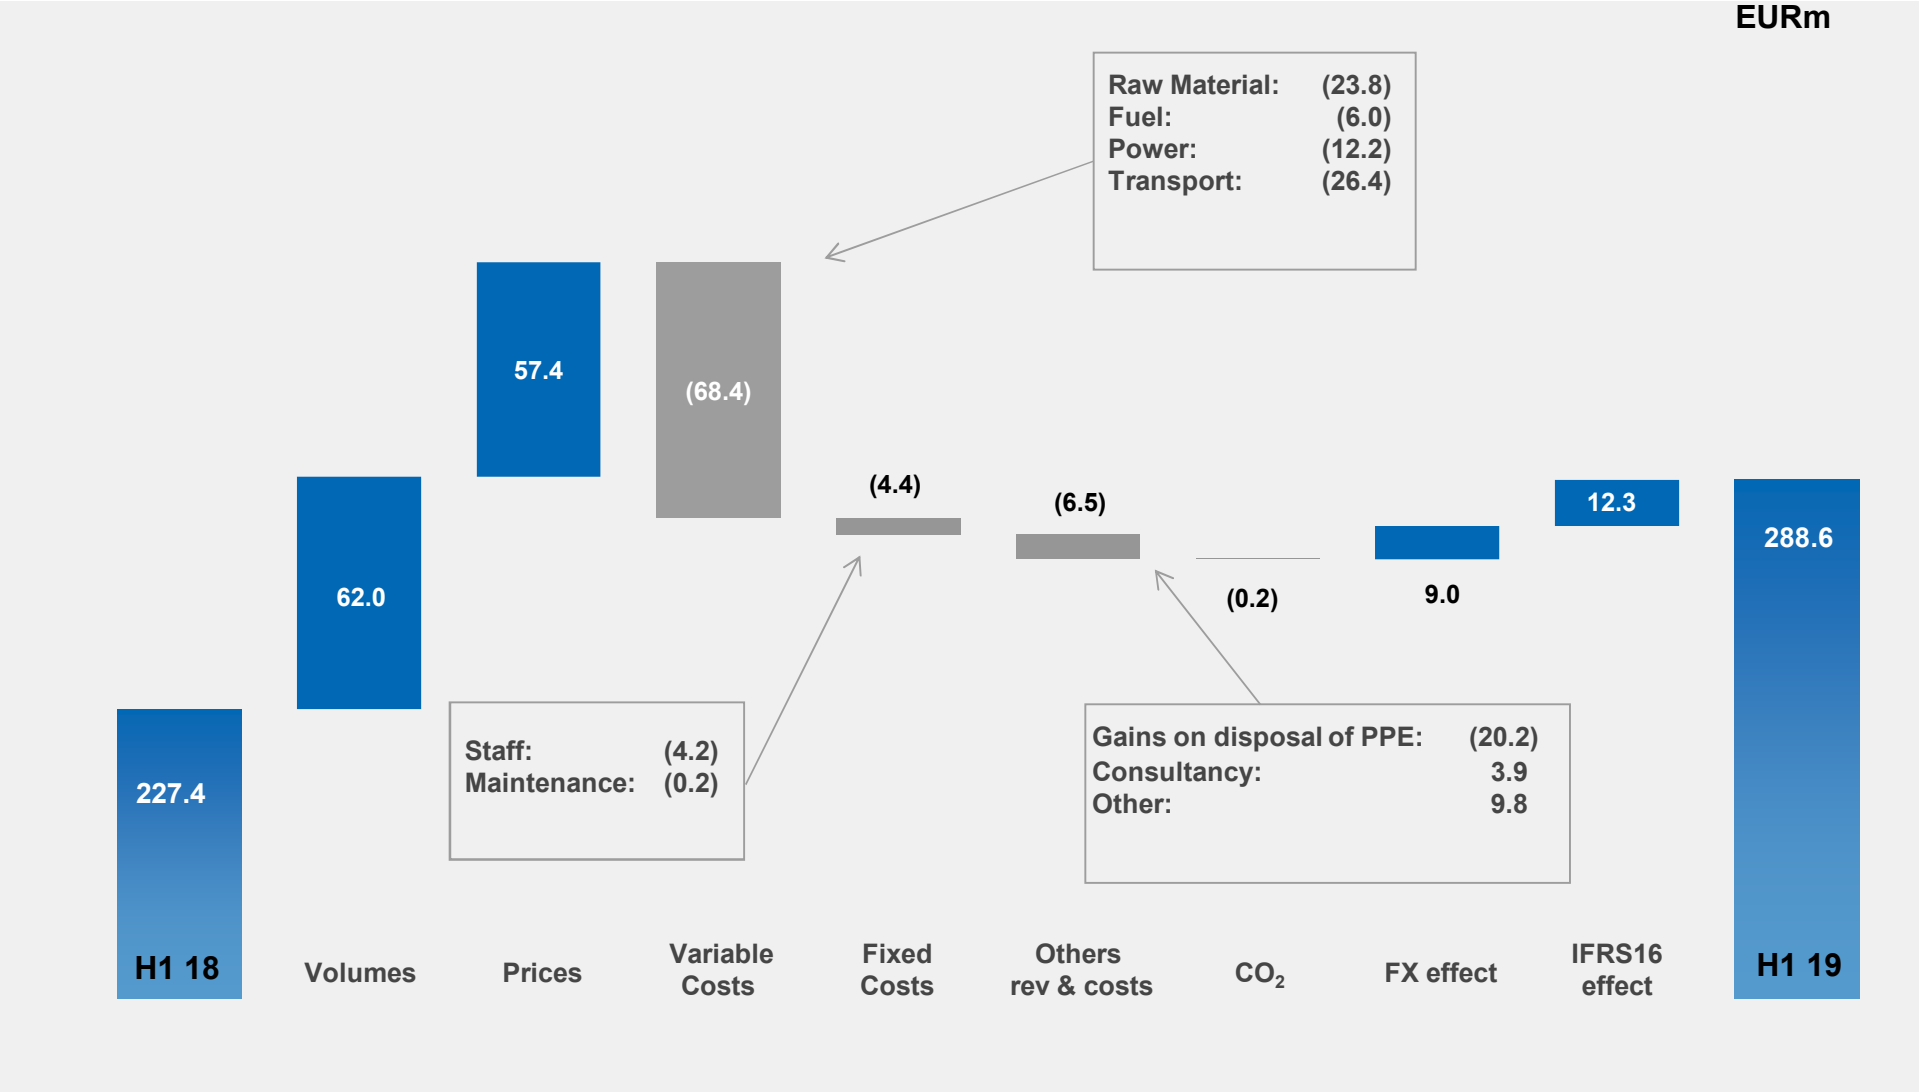 EURm
Raw Material: (23.8)
Fuel: (6.0)
Power: (12.2)
Transport: (26.4)
57.4
(68.4)
(4.4)
(6.5)
12.3
288.6
62.0
(0.2)
9.0
Staff: (4.2)
Maintenance: (0.2)
Gains on disposal of PPE: (20.2)
Consultancy: 3.9
Other: 9.8
227.4
H1 18
Volumes
Prices
Variable
Costs
Fixed
Costs
Others
rev & costs
CO₂
FX effect
IFRS16
effect
H1 19